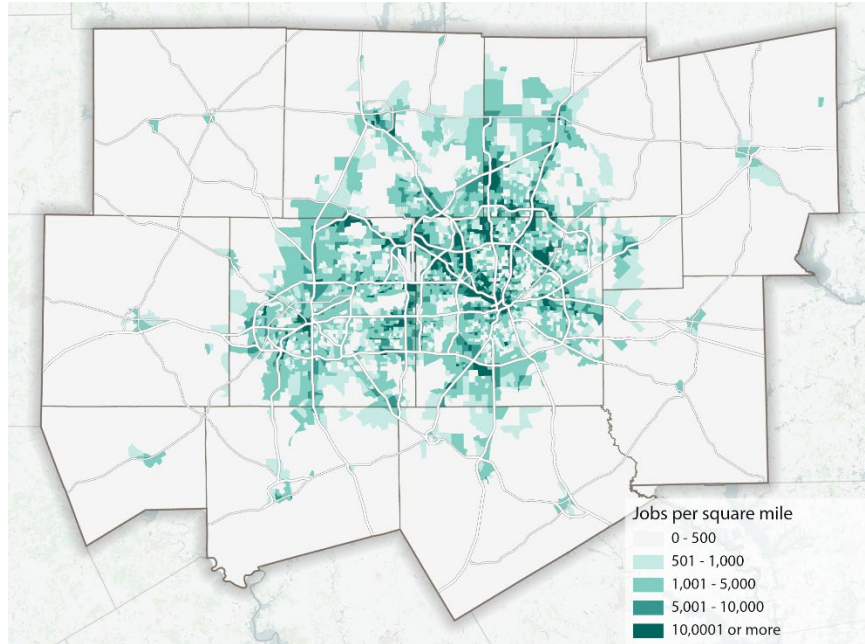 Jobs per square mile
0 - 500
501 - 1,000
1,001 - 5,000
5,001 - 10,000
10,0001 or more